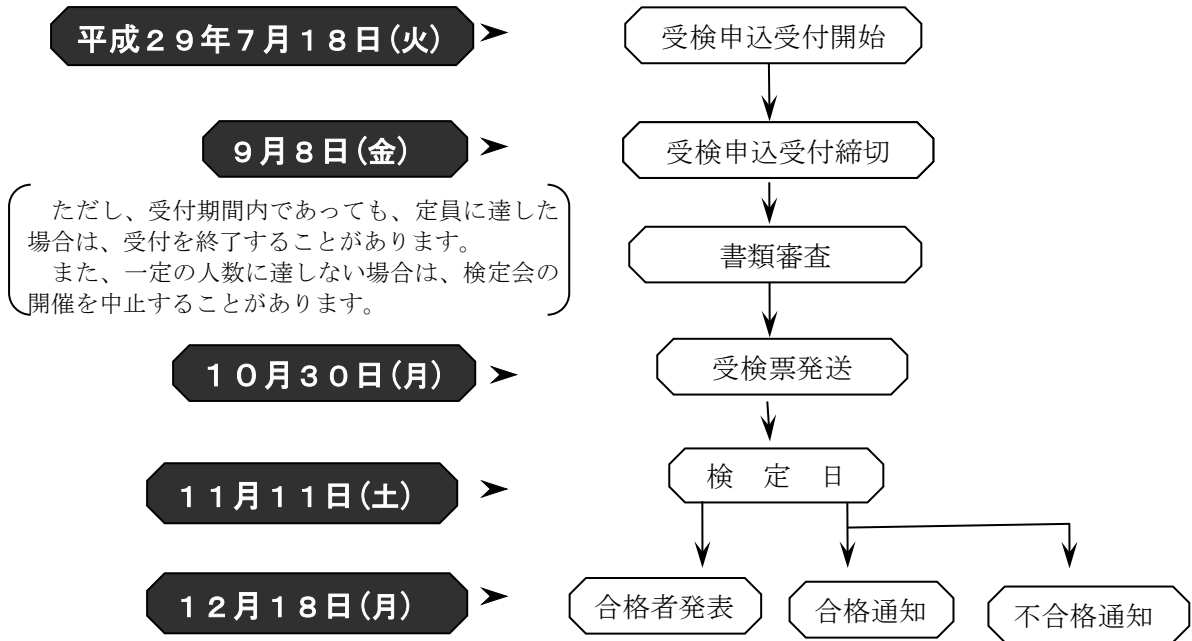 平成29年7月18日(火)
受検申込受付開始
9月8日(金)
受検申込受付締切
ただし、受付期間内であっても、定員に達した
場合は、受付を終了することがあります。
また、一定の人数に達しない場合は、検定会の
開催を中止することがあります。
書類審査
10月30日(月)
受検票発送
11月11日(土)
検 定 日
12月18日(月)
合格者発表
合格通知
不合格通知